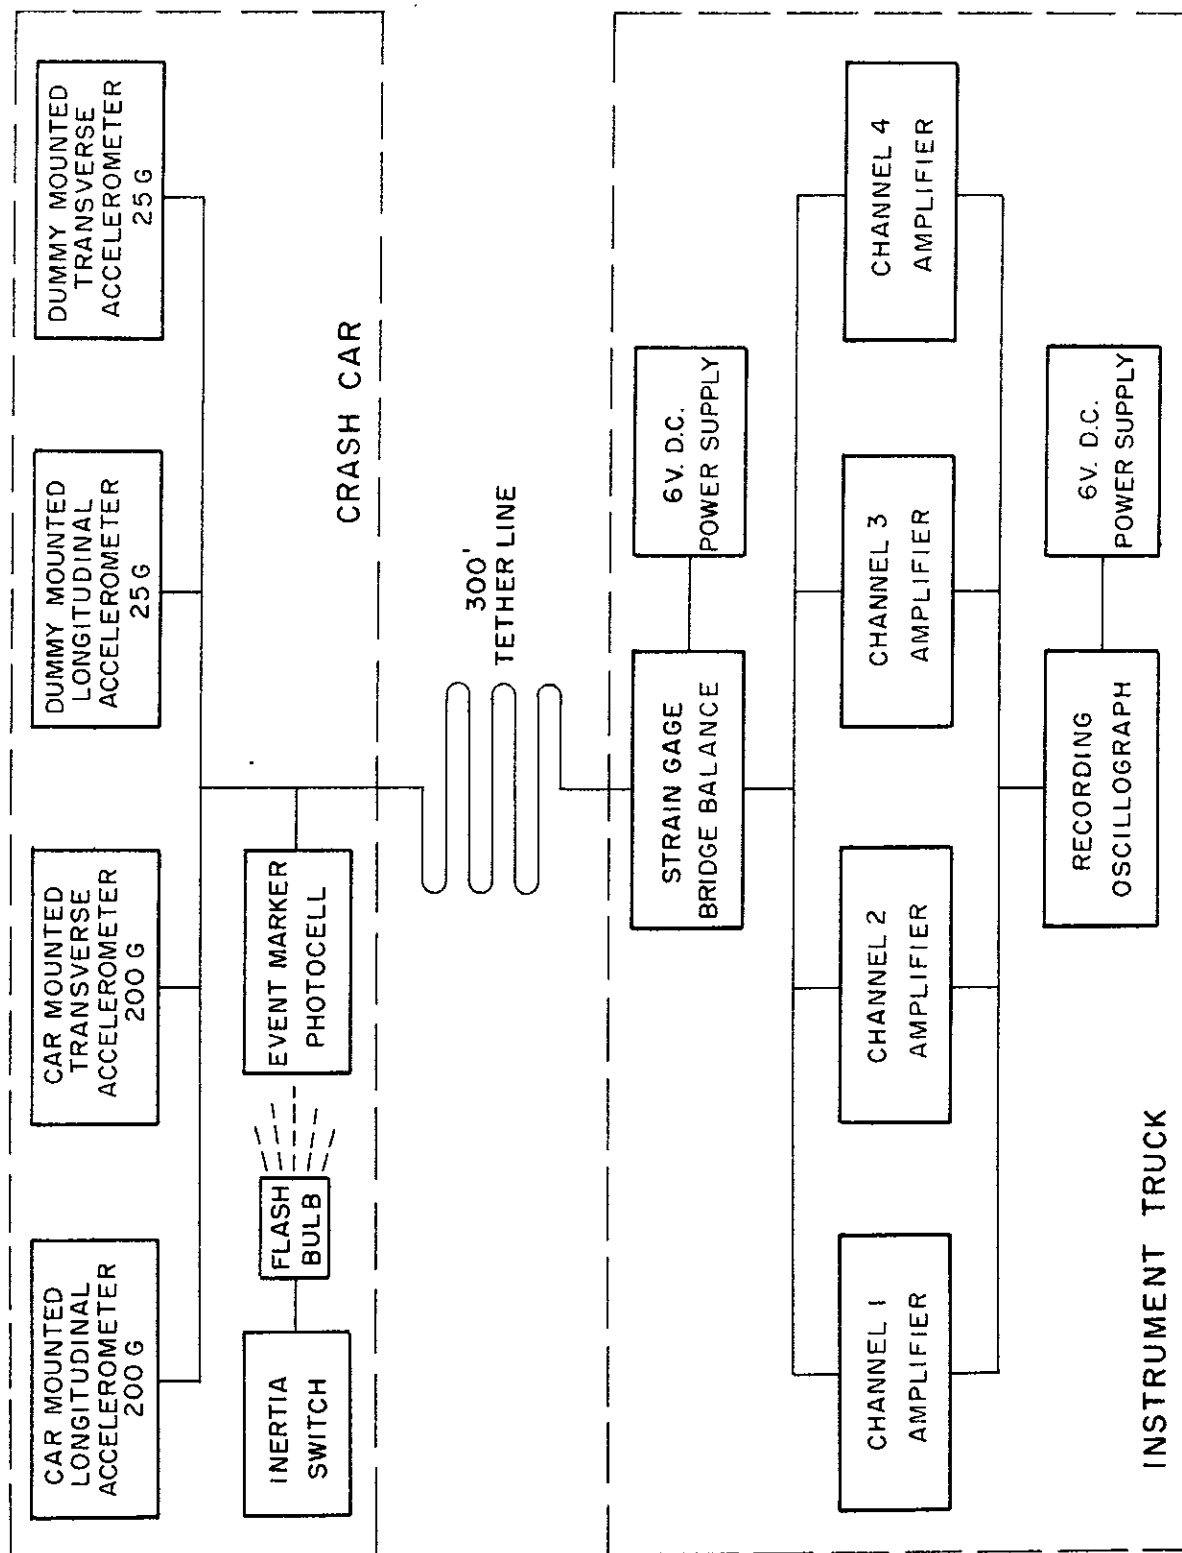 CAR MOUNTED
LONGITUDINAL
ACCELEROMETER
200 G
CAR MOUNTED
TRANSVERSE
ACCELEROMETER
200 G
DUMMY MOUNTED
LONGITUDINAL
ACCELEROMETER
25 G
DUMMY MOUNTED
TRANSVERSE
ACCELEROMETER
25 G
INERTIA
SWITCH
FLASH
BULB
EVENT MARKER
PHOTOCELL
CRASH CAR
300'
TETHER LINE
STRAIN GAGE
BRIDGE BALANCE
6V. D.C.
POWER SUPPLY
CHANNEL 1
AMPLIFIER
CHANNEL 2
AMPLIFIER
CHANNEL 3
AMPLIFIER
CHANNEL 4
AMPLIFIER
RECORDING
OSCILLOGRAPH
6V. D.C.
POWER SUPPLY
INSTRUMENT TRUCK